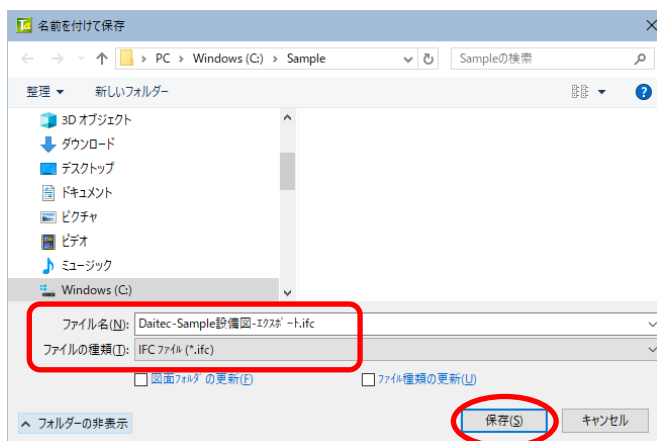 名前を付けて保存
PC > Windows (C:) > Sample
Sampleの検索
整理
新しいフォルダー
3D オブジェクト
ダウンロード
デスクトップ
ドキュメント
ピクチャ
ビデオ
ミュージック
Windows (C:)
ファイル名(N): Daitec-Sample設備図-エクスポート.ifc
ファイルの種類(T): IFC ファイル (*.ifc)
図面フォルダの更新(F)
ファイル種類の更新(U)
フォルダーの非表示
保存(S)
キャンセル